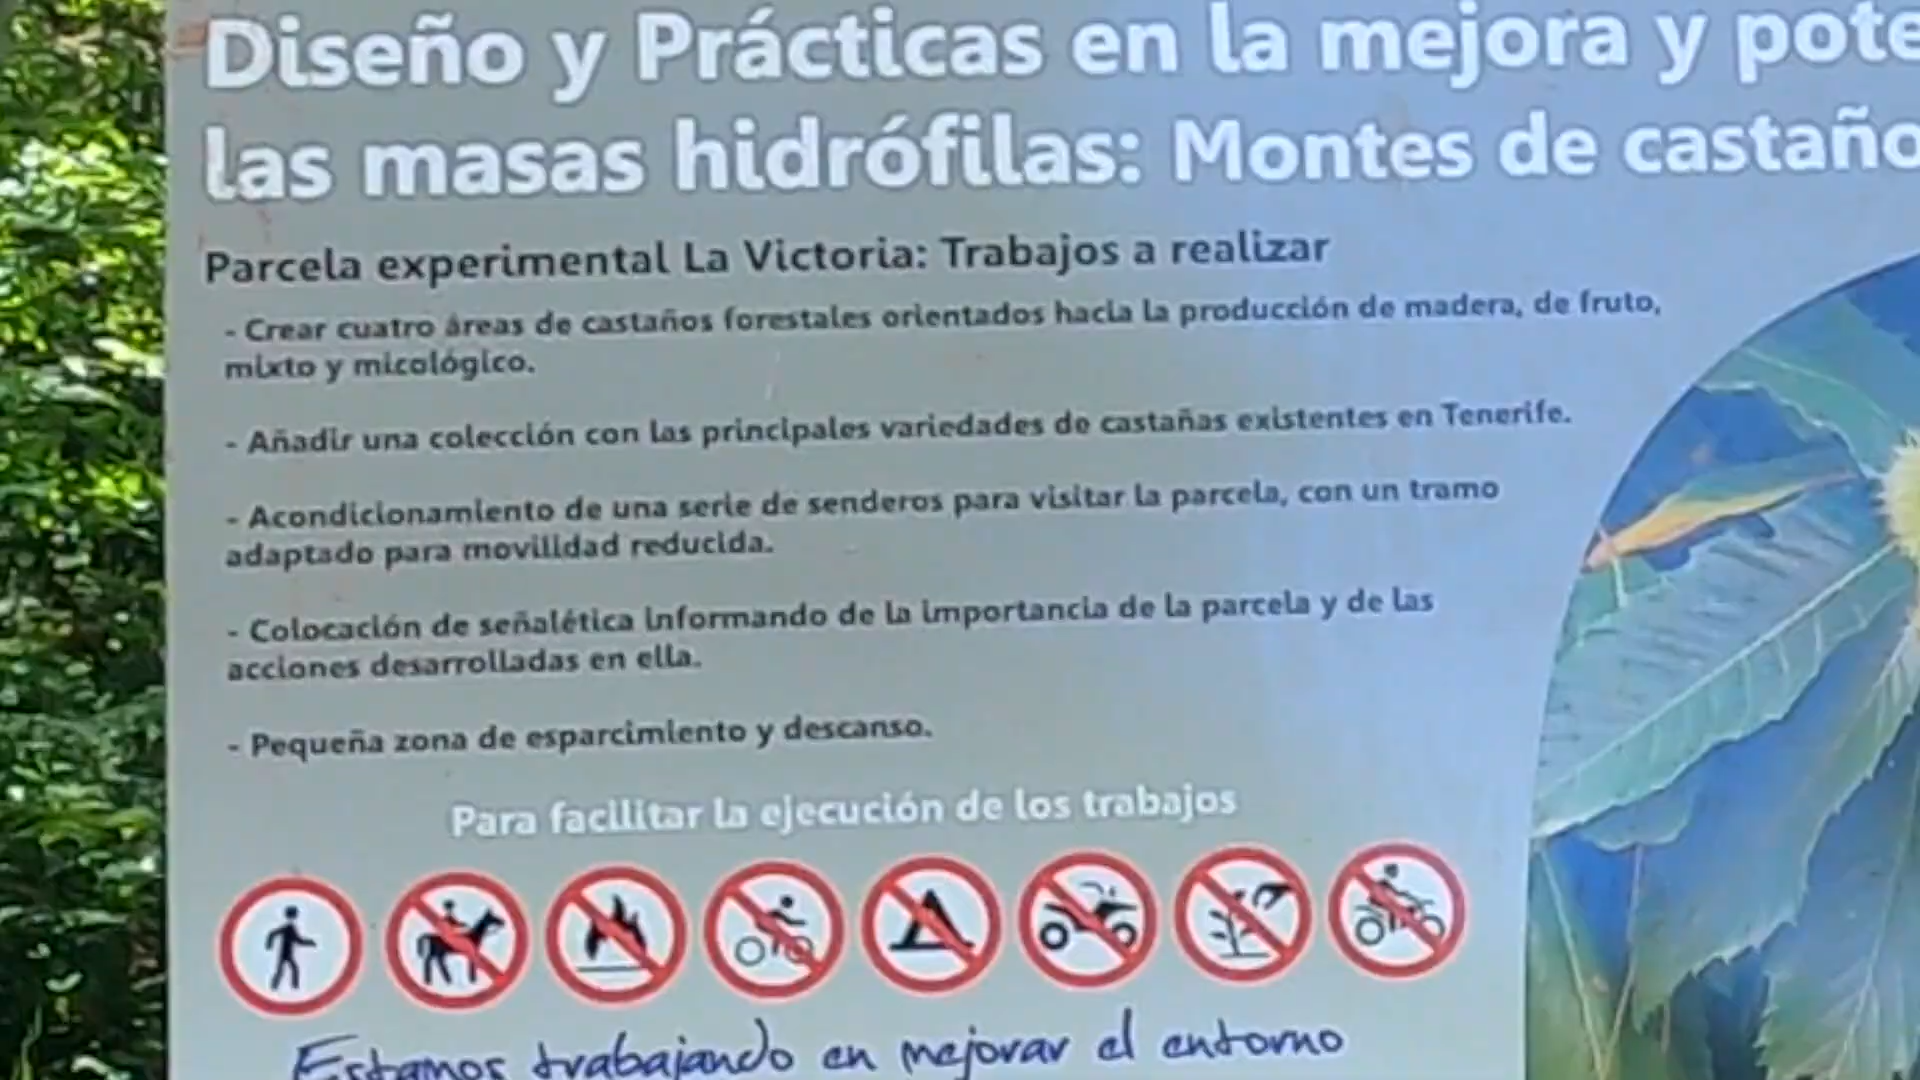 Diseño y Prácticas en la mejora y pote
las masas hidrófilas: Montes de castaño
Parcela experimental La Victoria: Trabajos a realizar
- Crear cuatro áreas de castaños forestales orientados hacia la producción de madera, de fruto,
mixto y micológico.
- Añadir una colección con las principales variedades de castañas existentes en Tenerife.
- Acondicionamiento de una serie de senderos para visitar la parcela, con un tramo
adaptado para movilidad reducida.
- Colocación de señalética informando de la importancia de la parcela y de las
acciones desarrolladas en ella.
- Pequeña zona de esparcimiento y descanso.
Para facilitar la ejecución de los trabajos
Estamos trabajando en mejorar el entorno